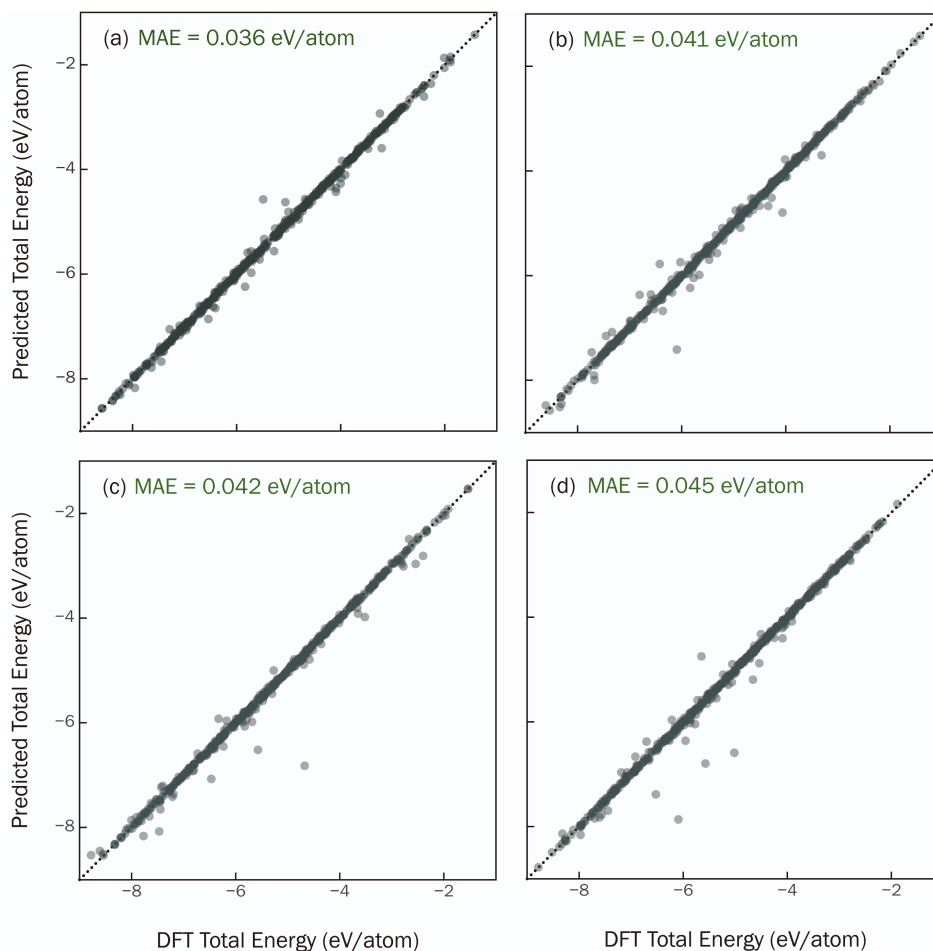 (a) MAE = 0.036 eV/atom
(b) MAE = 0.041 eV/atom
Predicted Total Energy (eV/atom)
−2
−4
−6
−8
(c) MAE = 0.042 eV/atom
(d) MAE = 0.045 eV/atom
Predicted Total Energy (eV/atom)
−2
−4
−6
−8
−8 −6 −4 −2
−8 −6 −4 −2
DFT Total Energy (eV/atom)
DFT Total Energy (eV/atom)